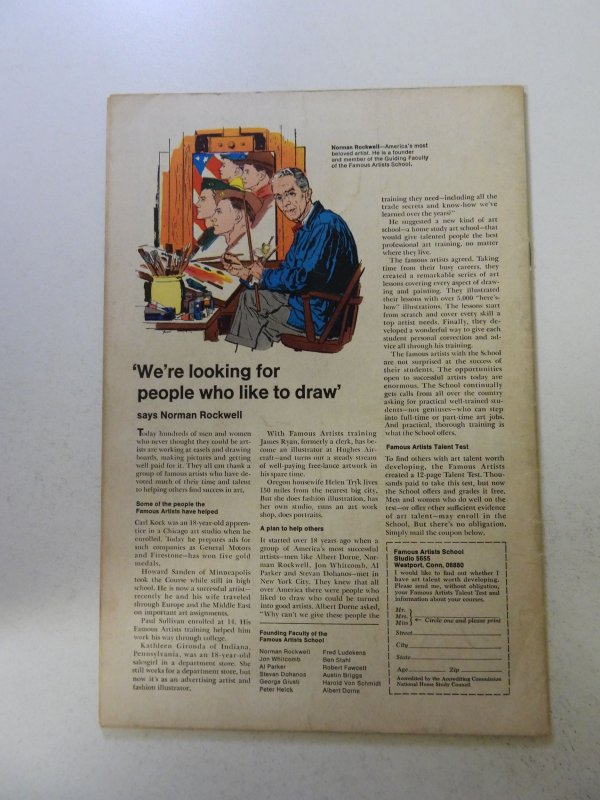 Norman Rockwell—America's most
beloved artist. He is a founder
and member of the Guiding Faculty
of the Famous Artists School.
'We're looking for
people who like to draw'
says Norman Rockwell
Today hundreds of men and women
who never thought they could be art-
ists are working at easels and drawing
boards, making pictures and getting
well paid for it. They all can thank a
group of famous artists who have de-
voted much of their time and talent
to helping others find success in art.
Some of the people the
Famous Artists have helped
Carl Kock was an 18-year-old appren-
tice in a Chicago art studio when he
enrolled. Today he prepares ads for
such companies as General Motors
and Firestone—has won five gold
medals.
Howard Sanden of Minneapolis
took the Course while still in high
school. He is now a successful artist—
recently he and his wife traveled
through Europe and the Middle East
on important art assignments.
Paul Sullivan enrolled at 14. His
Famous Artists training helped him
work his way through college.
Kathleen Gironda of Indiana,
Pennsylvania, was an 18-year-old
salesgirl in a department store. She
still works for a department store, but
now it's as an advertising artist and
fashion illustrator.
With Famous Artists training
James Ryan, formerly a clerk, has be-
come an illustrator at Hughes Air-
craft—and turns out a steady stream
of well-paying free-lance artwork in
his spare time.
Oregon housewife Helen Tryk lives
150 miles from the nearest big city.
But she does fashion illustration, has
her own studio, runs an art work
shop, does portraits.
A plan to help others
It started over 18 years ago when a
group of America's most successful
artists—men like Albert Dorne, Nor-
man Rockwell, Jon Whitcomb, Al
Parker and Stevan Dohanos—met in
New York City. They knew that all
over America there were people who
liked to draw who could be turned
into good artists. Albert Dorne asked,
"Why can't we give these people the
Founding Faculty of the
Famous Artists School
Norman Rockwell
Jon Whitcomb
Al Parker
Stevan Dohanos
George Giusti
Peter Helck
Fred Ludekens
Ben Stahl
Robert Fawcett
Austin Briggs
Harold Von Schmidt
Albert Dorne
training they need—including all the
trade secrets and know-how we've
learned over the years?"
He suggested a new kind of art
school—a home study art school—that
would give talented people the best
professional art training, no matter
where they live.
The famous artists agreed. Taking
time from their busy careers, they
created a remarkable series of art
lessons covering every aspect of draw-
ing and painting. They illustrated
their lessons with over 5,000 "here's-
how" illustrations. The lessons start
from scratch and cover every skill a
top artist needs. Finally, they de-
veloped a wonderful way to give each
student personal correction and ad-
vice all through his training.
The famous artists with the School
are not surprised at the success of
their students. The opportunities
open to successful artists today are
enormous. The School continually
gets calls from all over the country
asking for practical well-trained stu-
dents—not geniuses—who can step
into full-time or part-time art jobs.
And practical, thorough training is
what the School offers.
Famous Artists Talent Test
To find others with art talent worth
developing, the Famous Artists
created a 12-page Talent Test. Thou-
sands paid to take this test, but now
the School offers and grades it free.
Men and women who do well on the
test—or offer other sufficient evidence
of art talent—may enroll in the
School. But there's no obligation.
Simply mail the coupon below.
Famous Artists School
Studio 5655
Westport, Conn. 06880
I would like to find out whether I
have art talent worth developing.
Please send me, without obligation,
your Famous Artists Talent Test and
information about your courses.
Mr.
Mrs.
Miss ← Circle one and please print
Street
City
State
Age Zip
Accredited by the Accrediting Commission
National Home Study Council